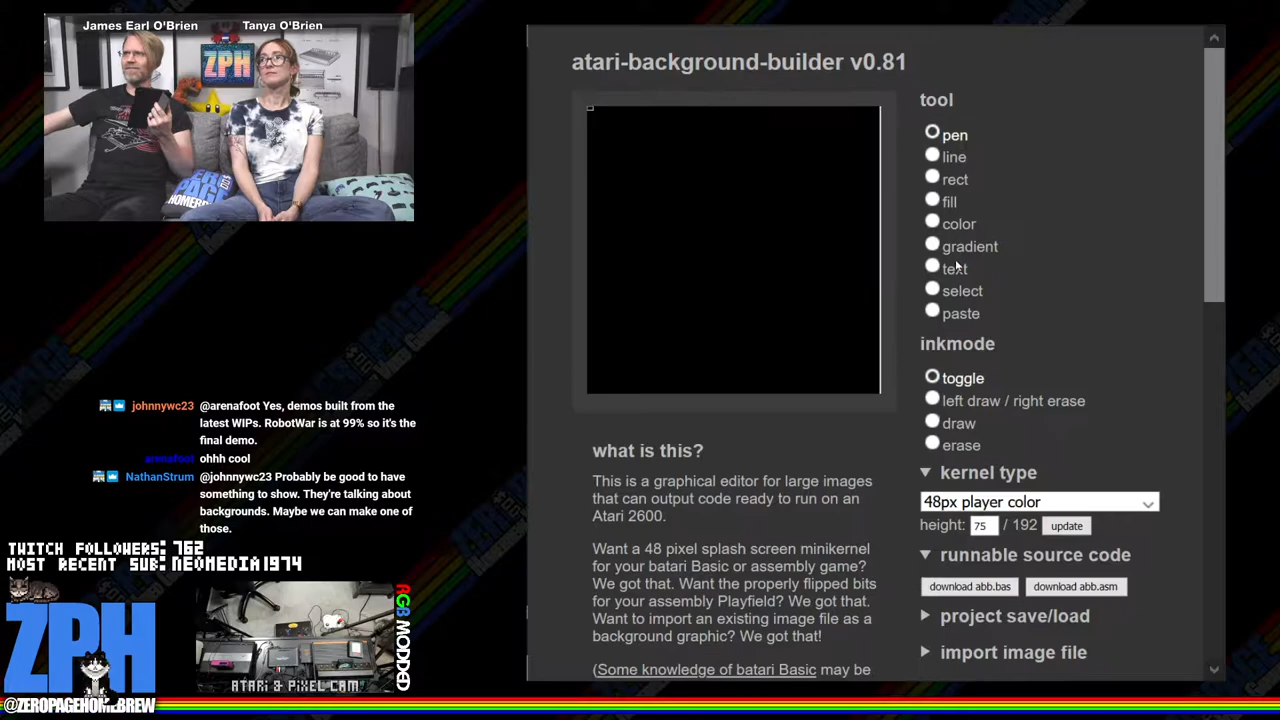 James Earl O'Brien
Tanya O'Brien
ZPH
johnnywc23 @arenafoot Yes, demos built from the
latest WIPs. RobotWar is at 99% so it's the
final demo.
arenafoot ohhh cool
NathanStrum @johnnywc23 Probably be good to have
something to show. They're talking about
backgrounds. Maybe we can make one of
those.
TWITCH FOLLOWERS: 762
MOST RECENT SUB: NEOMEDIA1974
ZPH
@ZEROPAGEHOMEBREW
RGB MODDED
ATARI & PIXEL CAM
atari-background-builder v0.81
what is this?
This is a graphical editor for large images
that can output code ready to run on an
Atari 2600.
Want a 48 pixel splash screen minikernel
for your batari Basic or assembly game?
We got that. Want the properly flipped bits
for your assembly Playfield? We got that.
Want to import an existing image file as a
background graphic? We got that!
(Some knowledge of batari Basic may be
tool
pen
line
rect
fill
color
gradient
text
select
paste
inkmode
toggle
left draw / right erase
draw
erase
kernel type
48px player color
height: 75 / 192 update
runnable source code
download abb.bas download abb.asm
project save/load
import image file